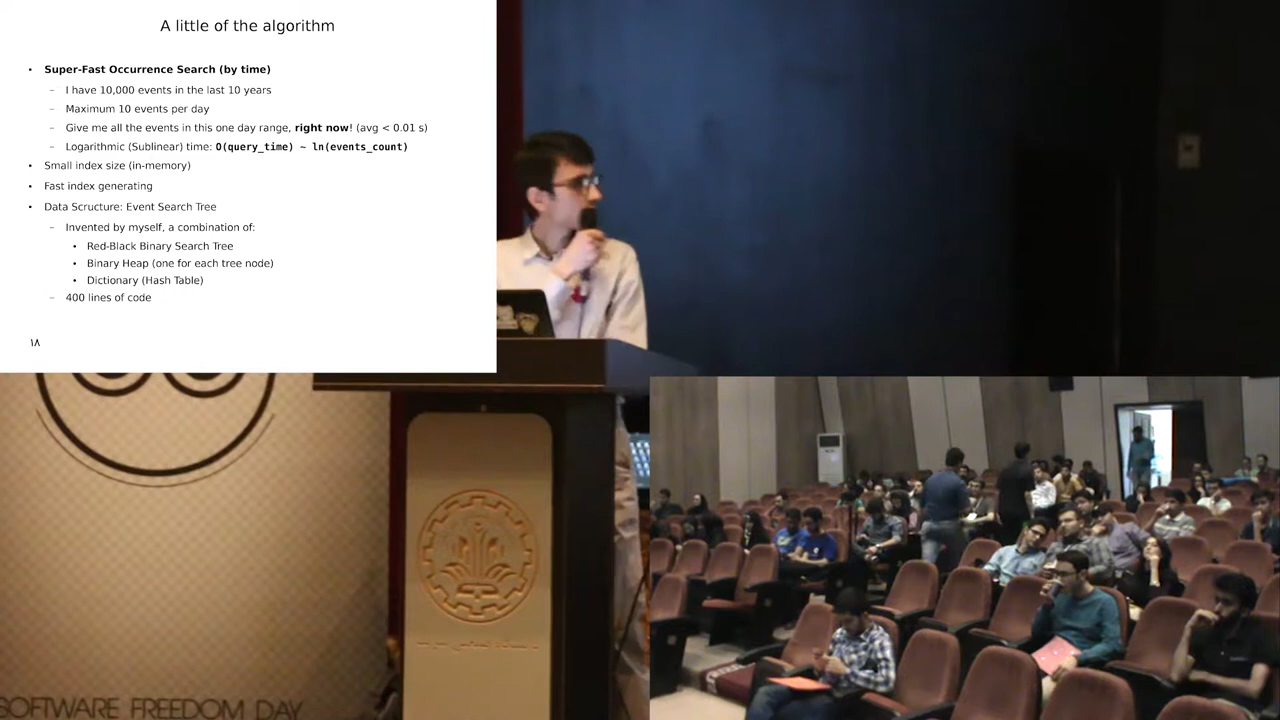 A little of the algorithm
• Super-Fast Occurrence Search (by time)
– I have 10,000 events in the last 10 years
– Maximum 10 events per day
– Give me all the events in this one day range, right now! (avg < 0.01 s)
– Logarithmic (Sublinear) time: O(query_time) ~ ln(events_count)
• Small index size (in-memory)
• Fast index generating
• Data Scructure: Event Search Tree
– Invented by myself, a combination of:
• Red-Black Binary Search Tree
• Binary Heap (one for each tree node)
• Dictionary (Hash Table)
– 400 lines of code
۱۸
SOFTWARE FREEDOM DAY